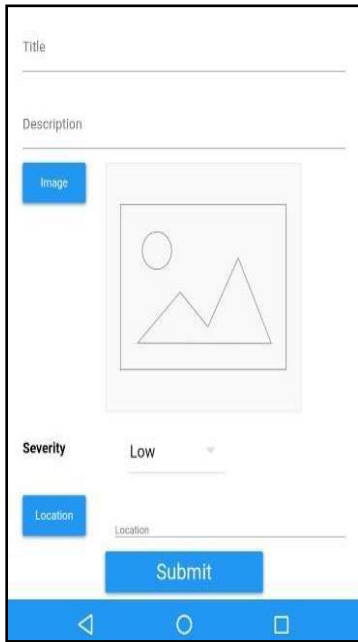 Title
Description
Image
Severity
Low
Location
Location
Submit